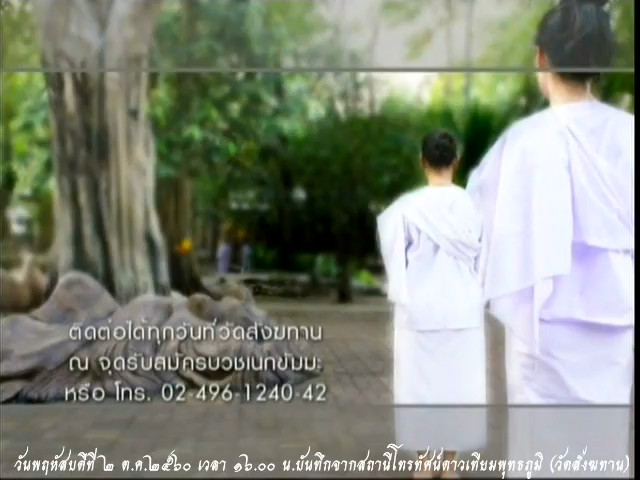 ติดต่อได้ทุกวันที่วัดสังฆทาน
ณ จุดรับสมัครบวชเนกขัมมะ
หรือ โทร. 02-496-1240-42
วันพฤหัสบดีที่ ๒ ต.ค.๒๕๖๐ เวลา ๑๖.๐๐ น.บันทึกจากสถานีโทรทัศน์ดาวเทียมพุทธภูมิ (วัดสังฆทาน)